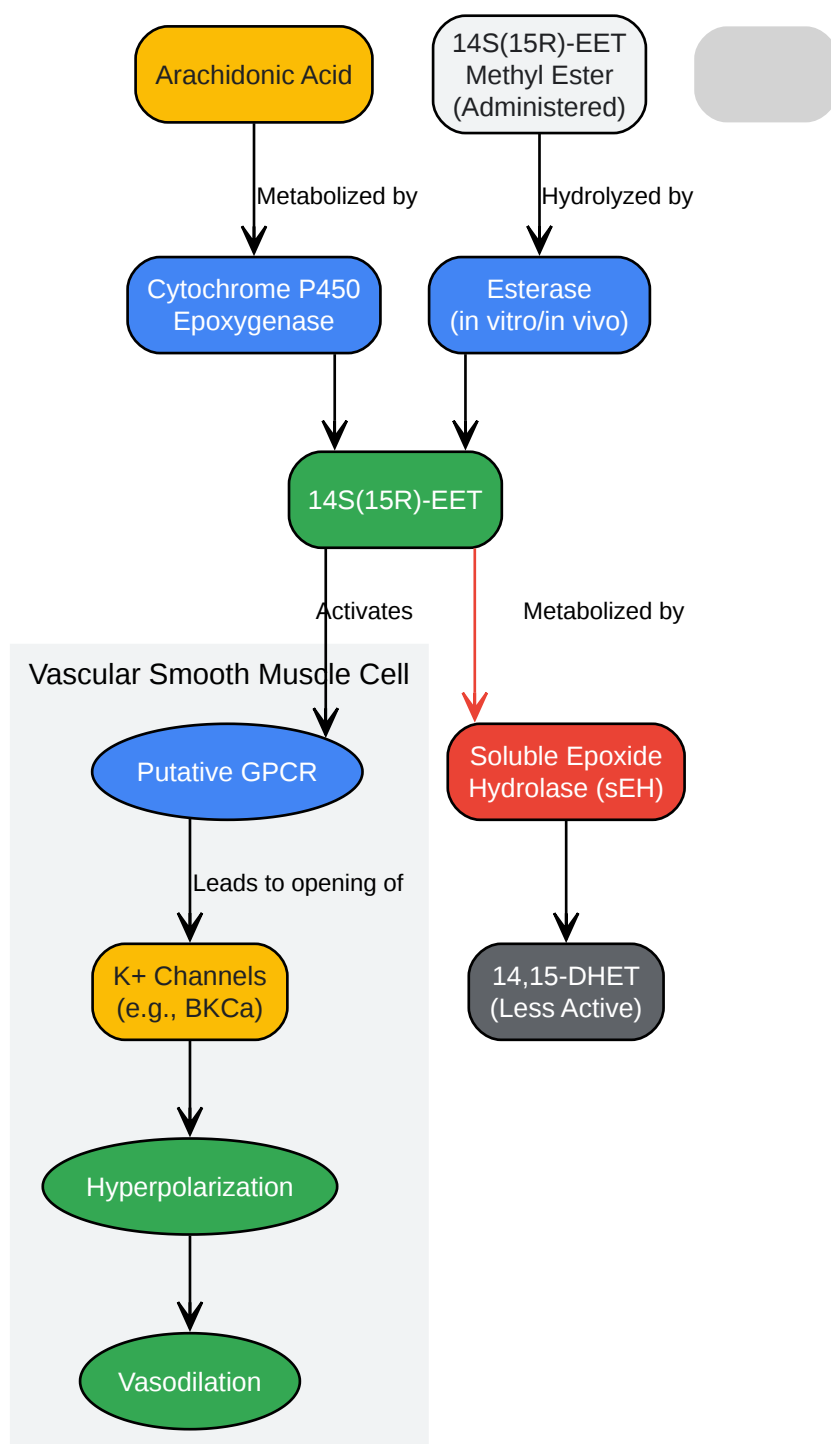 Arachidonic Acid
14S(15R)-EET
Methyl Ester
(Administered)
Metabolized by
Hydrolyzed by
Cytochrome P450
Epoxygenase
Esterase
(in vitro/in vivo)
14S(15R)-EET
Activates
Metabolized by
Vascular Smooth Muscle Cell
Putative GPCR
Soluble Epoxide
Hydrolase (sEH)
Leads to opening of
K+ Channels
(e.g., BKCa)
14,15-DHET
(Less Active)
Hyperpolarization
Vasodilation